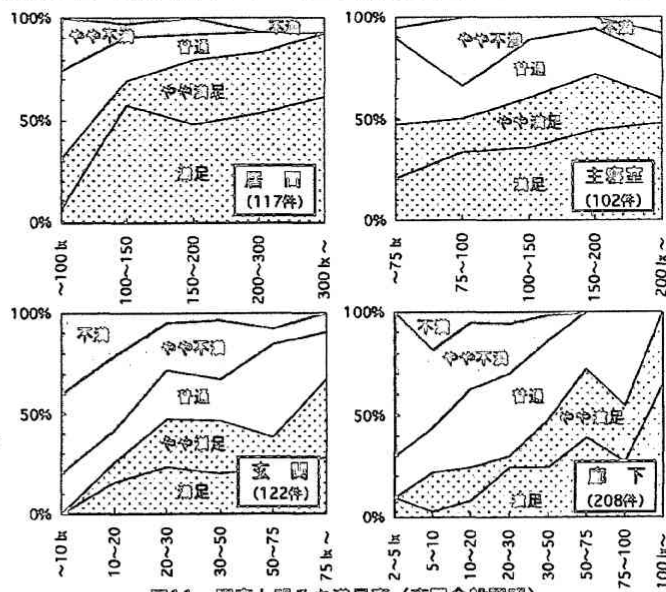 100%
50%
0%
不満
やや不満
普通
やや満足
満足
居間
(117件)
~100 lx
100~150
150~200
200~300
300 lx ~
やや不満
普通
やや満足
満足
主寝室
(102件)
0%
50%
100%
~75 lx
75~100
100~150
150~200
200 lx ~
100%
50%
0%
不満
やや不満
普通
やや満足
満足
玄関
(122件)
~10 lx
10~20
20~30
30~50
50~75
75 lx ~
100%
50%
0%
不満
やや不満
普通
やや満足
満足
廊下
(208件)
2~5 lx
5~10
10~20
20~30
30~50
50~75
75~100
100 lx ~